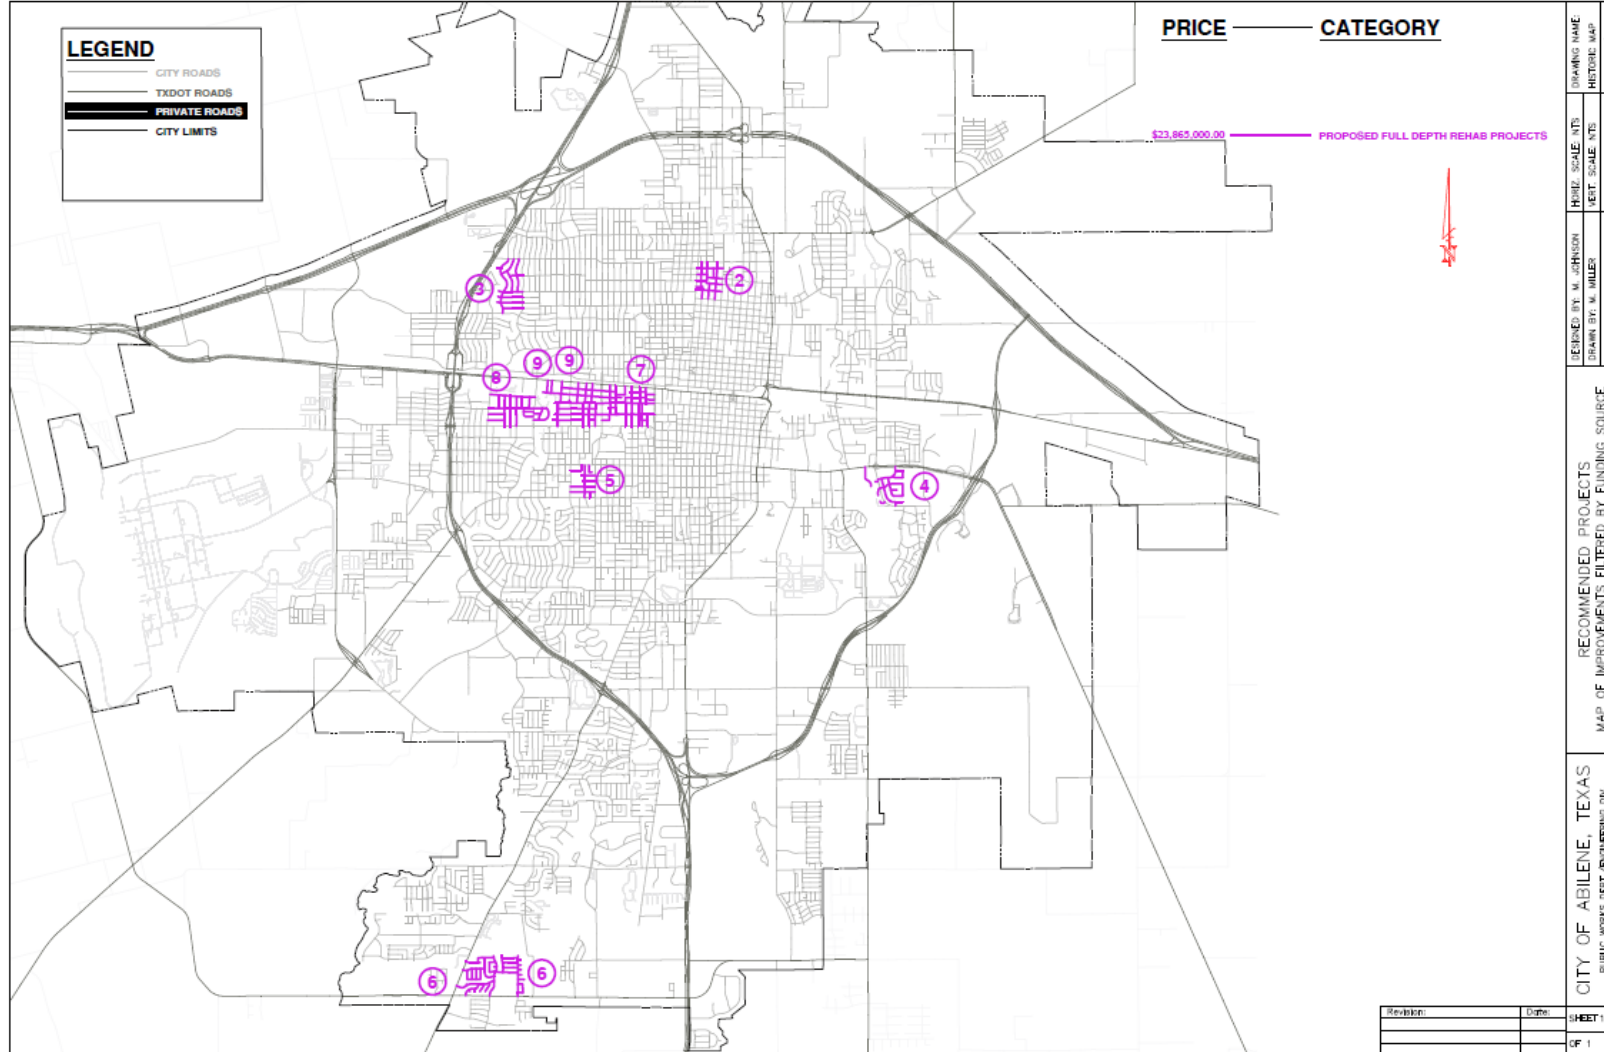 LEGEND
CITY ROADS
TXDOT ROADS
PRIVATE ROADS
CITY LIMITS
PRICE CATEGORY
$23,865,000.00 PROPOSED FULL DEPTH REHAB PROJECTS
3
2
9
9
7
8
5
4
6
6
DRAWING NAME:
HISTORIC MAP
HORIZ. SCALE: NTS
VERT. SCALE: NTS
DESIGNED BY: M. JOHNSON
DRAWN BY: M. MILLER
RECOMMENDED PROJECTS
MAP OF IMPROVEMENTS FILTERED BY FUNDING SOURCE
CITY OF ABILENE, TEXAS
Revision: Date:
SHEET 1
OF 1